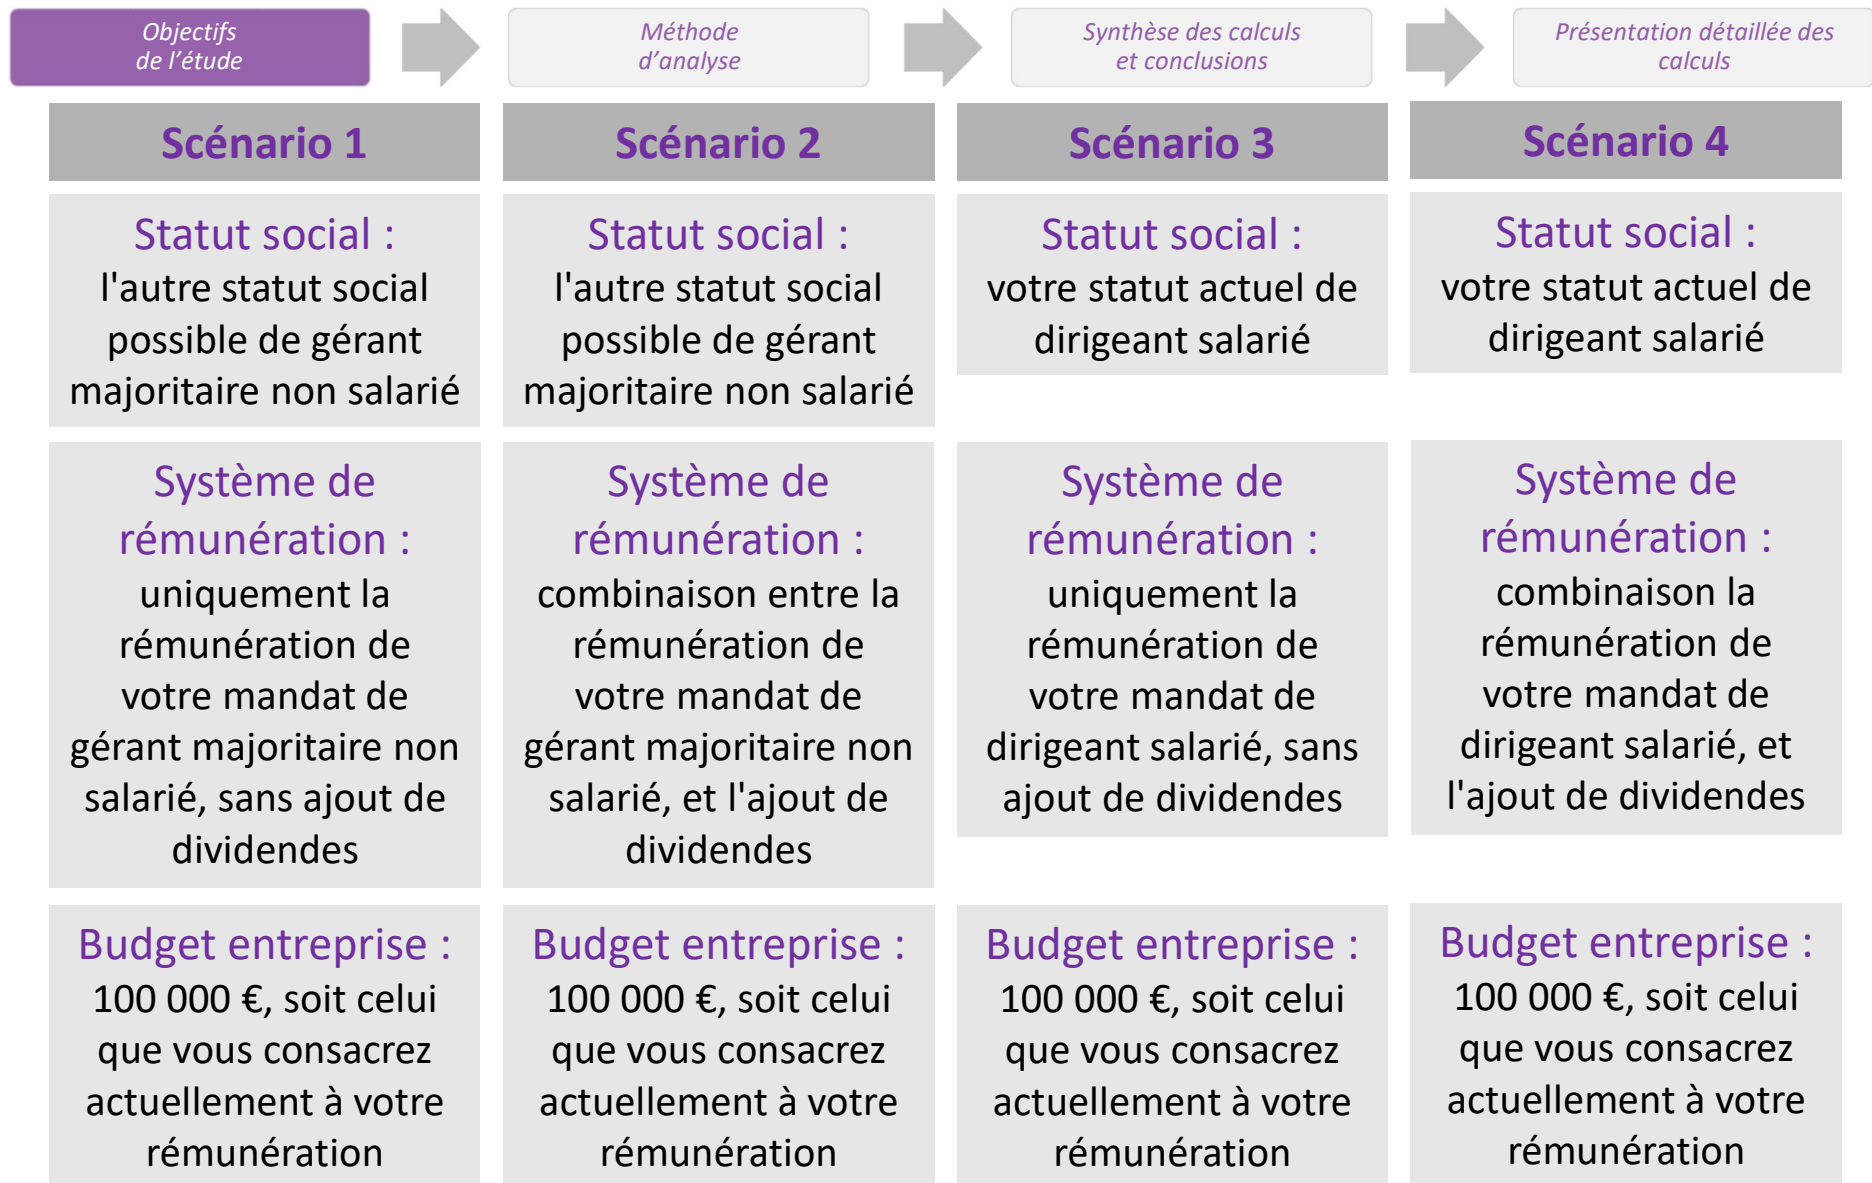 Objectifs
de l'étude
Méthode
d'analyse
Synthèse des calculs
et conclusions
Présentation détaillée des
calculs
Scénario 1
Statut social :
l'autre statut social
possible de gérant
majoritaire non salarié
Système de
rémunération :
uniquement la
rémunération de
votre mandat de
gérant majoritaire non
salarié, sans ajout de
dividendes
Budget entreprise :
100 000 €, soit celui
que vous consacrez
actuellement à votre
rémunération
Scénario 2
Statut social :
l'autre statut social
possible de gérant
majoritaire non salarié
Système de
rémunération :
combinaison entre la
rémunération de
votre mandat de
gérant majoritaire non
salarié, et l'ajout de
dividendes
Budget entreprise :
100 000 €, soit celui
que vous consacrez
actuellement à votre
rémunération
Scénario 3
Statut social :
votre statut actuel de
dirigeant salarié
Système de
rémunération :
uniquement la
rémunération de
votre mandat de
dirigeant salarié, sans
ajout de dividendes
Budget entreprise :
100 000 €, soit celui
que vous consacrez
actuellement à votre
rémunération
Scénario 4
Statut social :
votre statut actuel de
dirigeant salarié
Système de
rémunération :
combinaison la
rémunération de
votre mandat de
dirigeant salarié, et
l'ajout de dividendes
Budget entreprise :
100 000 €, soit celui
que vous consacrez
actuellement à votre
rémunération